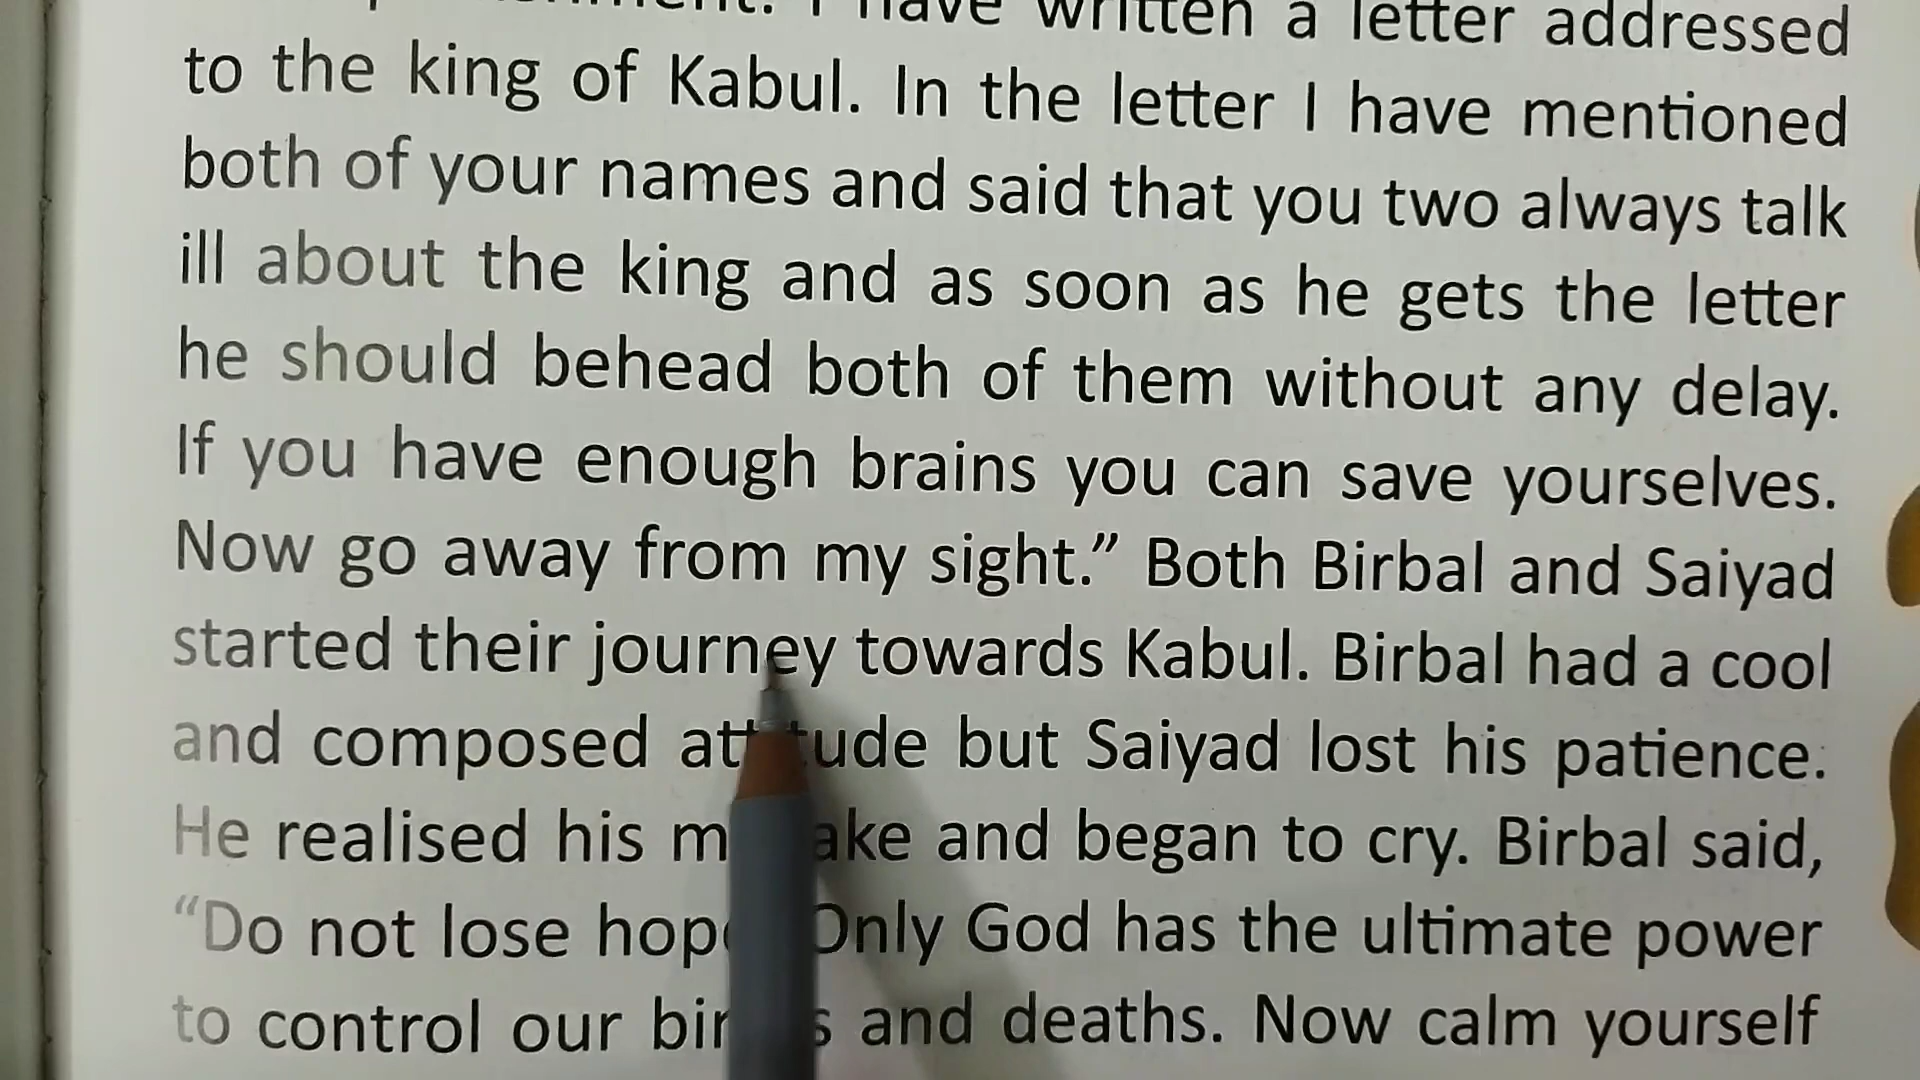 have written a letter addressed
to the king of Kabul. In the letter I have mentioned
both of your names and said that you two always talk
ill about the king and as soon as he gets the letter
he should behead both of them without any delay.
If you have enough brains you can save yourselves.
Now go away from my sight.” Both Birbal and Saiyad
started their journey towards Kabul. Birbal had a cool
and composed but Saiyad lost his patience.
He realised his and began to cry. Birbal said,
“Do not lose Only God has the ultimate power
to control our and deaths. Now calm yourself